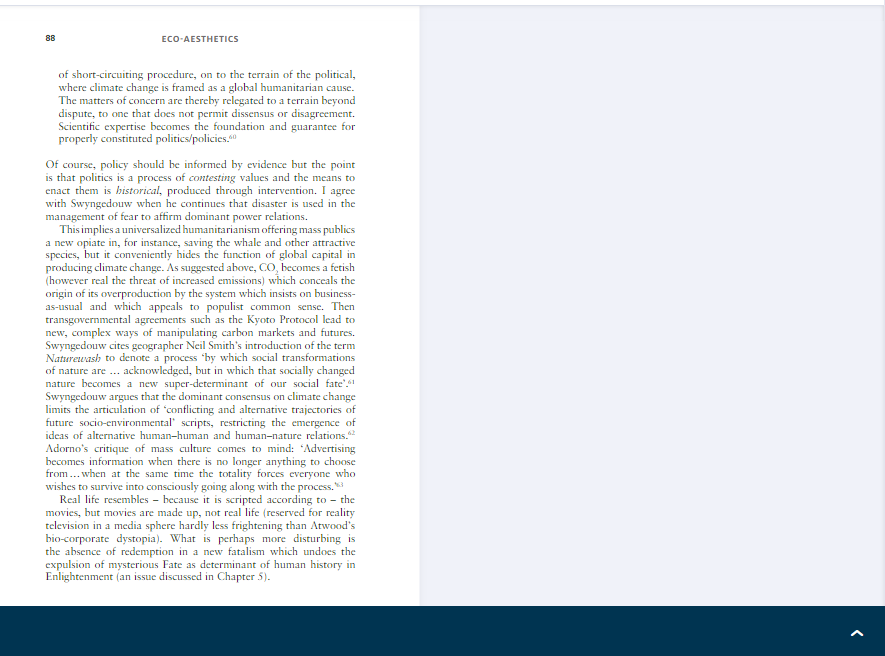 88
ECO-AESTHETICS
of short-circuiting procedure, on to the terrain of the political,
where climate change is framed as a global humanitarian cause.
The matters of concern are thereby relegated to a terrain beyond
dispute, to one that does not permit dissensus or disagreement.
Scientific expertise becomes the foundation and guarantee for
properly constituted politics/policies.⁶⁰
Of course, policy should be informed by evidence but the point
is that politics is a process of contesting values and the means to
enact them is historical, produced through intervention. I agree
with Swyngedouw when he continues that disaster is used in the
management of fear to affirm dominant power relations.
This implies a universalized humanitarianism offering mass publics
a new opiate in, for instance, saving the whale and other attractive
species, but it conveniently hides the function of global capital in
producing climate change. As suggested above, CO₂ becomes a fetish
(however real the threat of increased emissions) which conceals the
origin of its overproduction by the system which insists on business-
as-usual and which appeals to populist common sense. Then
transgovernmental agreements such as the Kyoto Protocol lead to
new, complex ways of manipulating carbon markets and futures.
Swyngedouw cites geographer Neil Smith's introduction of the term
Naturewash to denote a process 'by which social transformations
of nature are ... acknowledged, but in which that socially changed
nature becomes a new super-determinant of our social fate'.⁶¹
Swyngedouw argues that the dominant consensus on climate change
limits the articulation of 'conflicting and alternative trajectories of
future socio-environmental' scripts, restricting the emergence of
ideas of alternative human–human and human–nature relations.⁶²
Adorno's critique of mass culture comes to mind: 'Advertising
becomes information when there is no longer anything to choose
from ... when at the same time the totality forces everyone who
wishes to survive into consciously going along with the process.'⁶³
Real life resembles – because it is scripted according to – the
movies, but movies are made up, not real life (reserved for reality
television in a media sphere hardly less frightening than Atwood's
bio-corporate dystopia). What is perhaps more disturbing is
the absence of redemption in a new fatalism which undoes the
expulsion of mysterious Fate as determinant of human history in
Enlightenment (an issue discussed in Chapter 5).